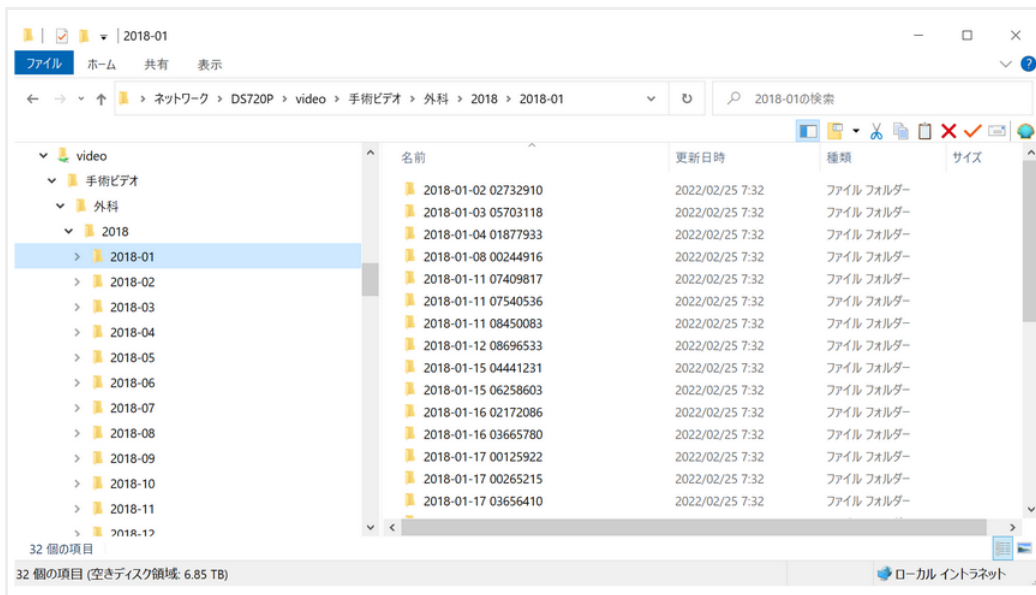 2018-01
ファイル ホーム 共有 表示
ネットワーク > DS720P > video > 手術ビデオ > 外科 > 2018 > 2018-01
2018-01の検索
video
手術ビデオ
外科
2018
2018-01
2018-02
2018-03
2018-04
2018-05
2018-06
2018-07
2018-08
2018-09
2018-10
2018-11
2018-12
名前 更新日時 種類 サイズ
2018-01-02 02732910 2022/02/25 7:32 ファイル フォルダー
2018-01-03 05703118 2022/02/25 7:32 ファイル フォルダー
2018-01-04 01877933 2022/02/25 7:32 ファイル フォルダー
2018-01-08 00244916 2022/02/25 7:32 ファイル フォルダー
2018-01-11 07409817 2022/02/25 7:32 ファイル フォルダー
2018-01-11 07540536 2022/02/25 7:32 ファイル フォルダー
2018-01-11 08450083 2022/02/25 7:32 ファイル フォルダー
2018-01-12 08696533 2022/02/25 7:32 ファイル フォルダー
2018-01-15 04441231 2022/02/25 7:32 ファイル フォルダー
2018-01-15 06258603 2022/02/25 7:32 ファイル フォルダー
2018-01-16 02172086 2022/02/25 7:32 ファイル フォルダー
2018-01-16 03665780 2022/02/25 7:32 ファイル フォルダー
2018-01-17 00125922 2022/02/25 7:32 ファイル フォルダー
2018-01-17 00265215 2022/02/25 7:32 ファイル フォルダー
2018-01-17 03656410 2022/02/25 7:32 ファイル フォルダー
32 個の項目
32 個の項目 (空きディスク領域: 6.85 TB)
ローカル イントラネット